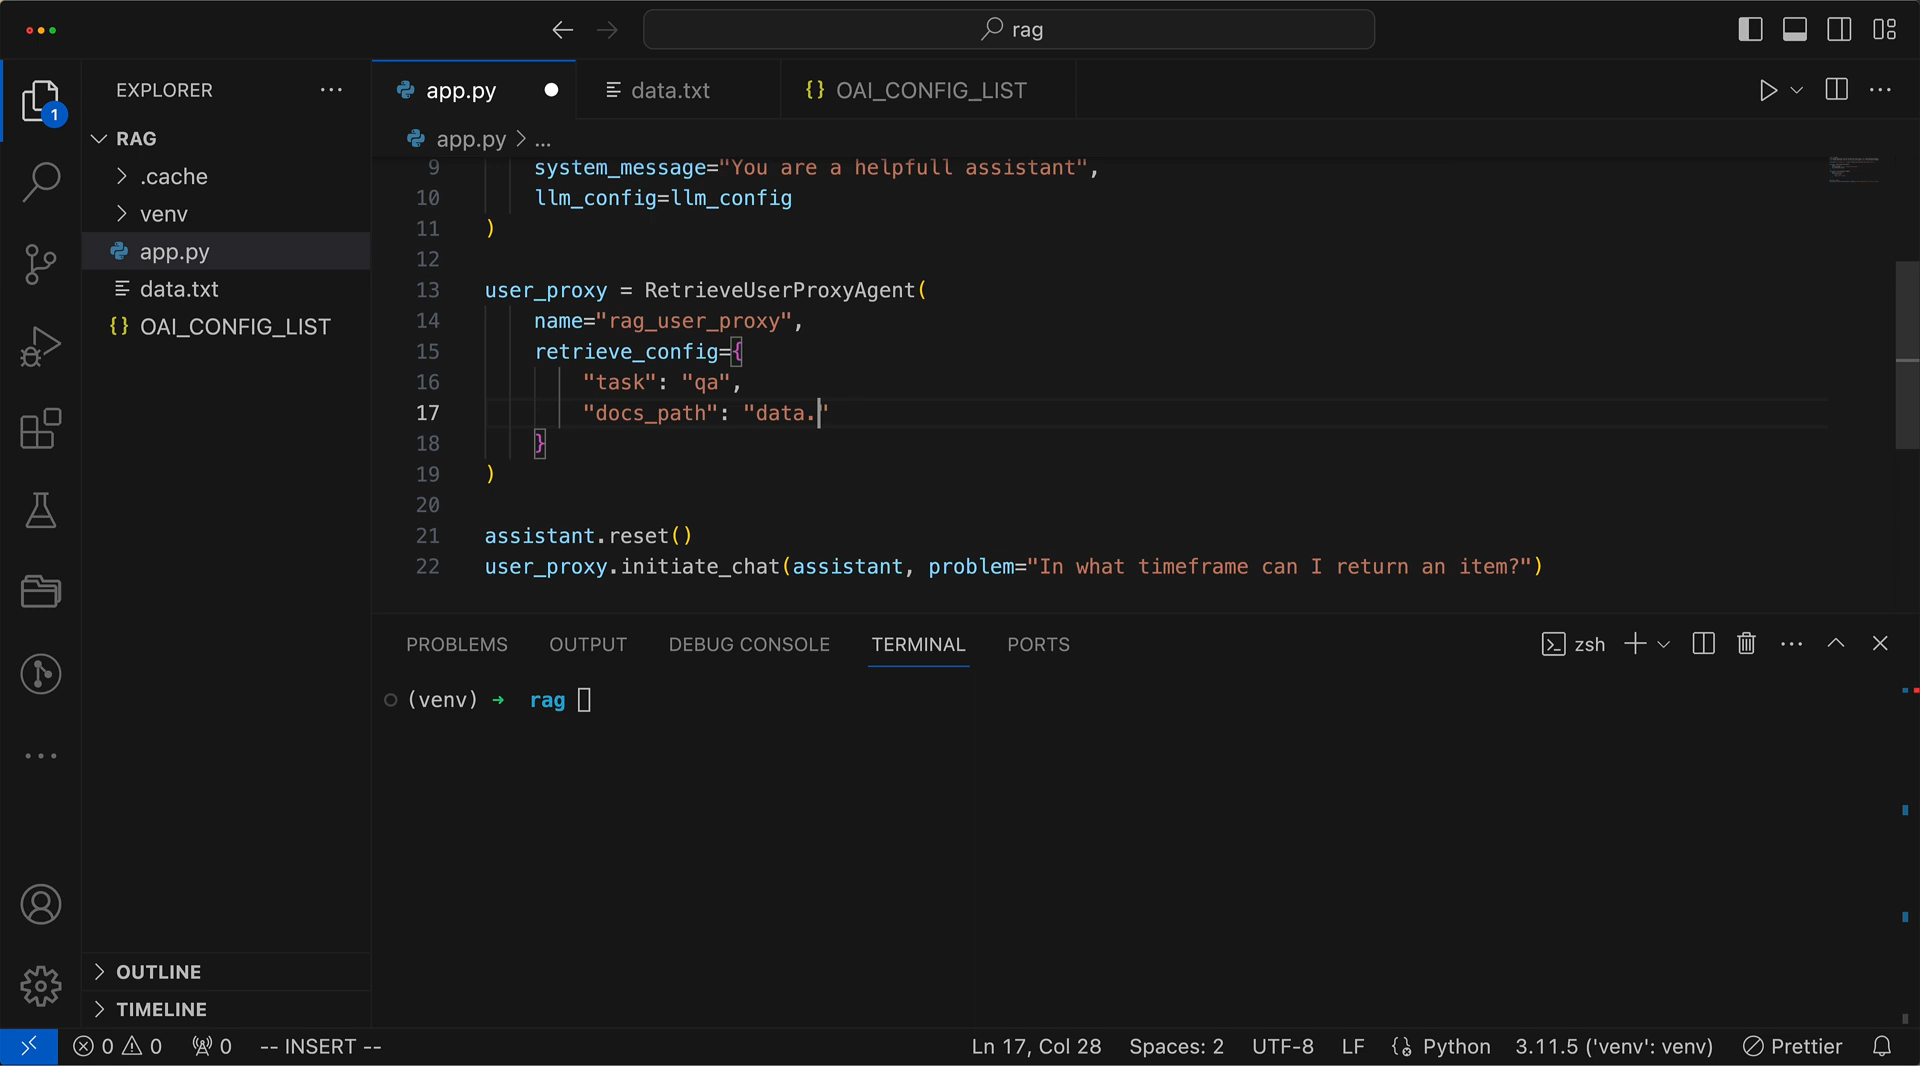 rag
EXPLORER
RAG
.cache
venv
app.py
data.txt
OAI_CONFIG_LIST
OUTLINE
TIMELINE
1
app.py
data.txt
{} OAI_CONFIG_LIST
app.py > ...
9 system_message="You are a helpfull assistant",
10 llm_config=llm_config
11 )
12
13 user_proxy = RetrieveUserProxyAgent(
14 name="rag_user_proxy",
15 retrieve_config={
16 "task": "qa",
17 "docs_path": "data."
18 }
19 )
20
21 assistant.reset()
22 user_proxy.initiate_chat(assistant, problem="In what timeframe can I return an item?")
PROBLEMS OUTPUT DEBUG CONSOLE TERMINAL PORTS
zsh
(venv) → rag
0 0 0 -- INSERT -- Ln 17, Col 28 Spaces: 2 UTF-8 LF Python 3.11.5 ('venv': venv) Prettier